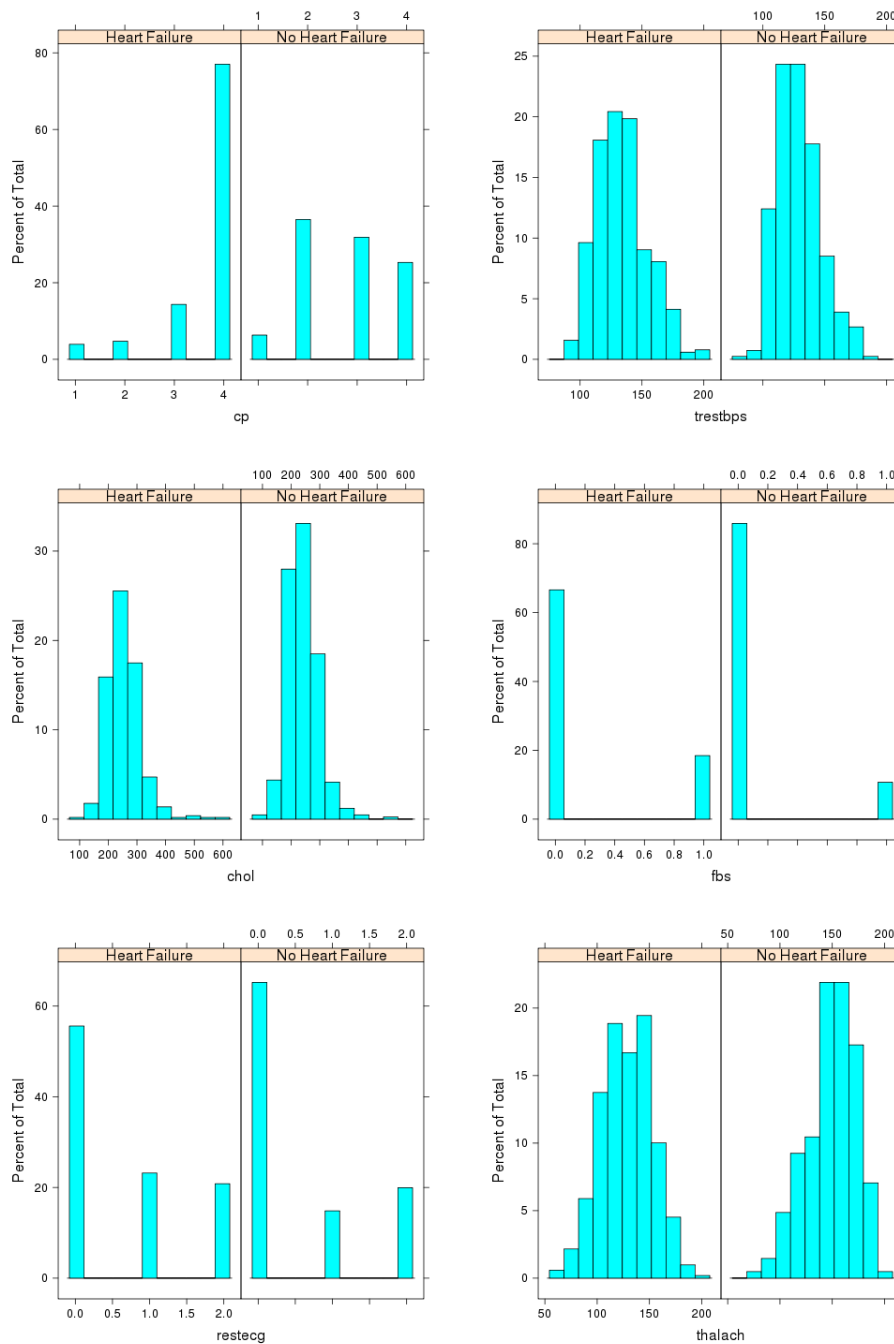 1 2 3 4
Heart Failure No Heart Failure
80
60
40
20
0
Percent of Total
1 2 3 4
cp
100 150 200
Heart Failure No Heart Failure
25
20
15
10
5
0
Percent of Total
100 150 200
trestbps
100 200 300 400 500 600
Heart Failure No Heart Failure
30
20
10
0
Percent of Total
100 200 300 400 500 600
chol
0.0 0.2 0.4 0.6 0.8 1.0
Heart Failure No Heart Failure
80
60
40
20
0
Percent of Total
0.0 0.2 0.4 0.6 0.8 1.0
fbs
0.0 0.5 1.0 1.5 2.0
Heart Failure No Heart Failure
60
40
20
0
Percent of Total
0.0 0.5 1.0 1.5 2.0
restecg
50 100 150 200
Heart Failure No Heart Failure
20
15
10
5
0
Percent of Total
50 100 150 200
thalach